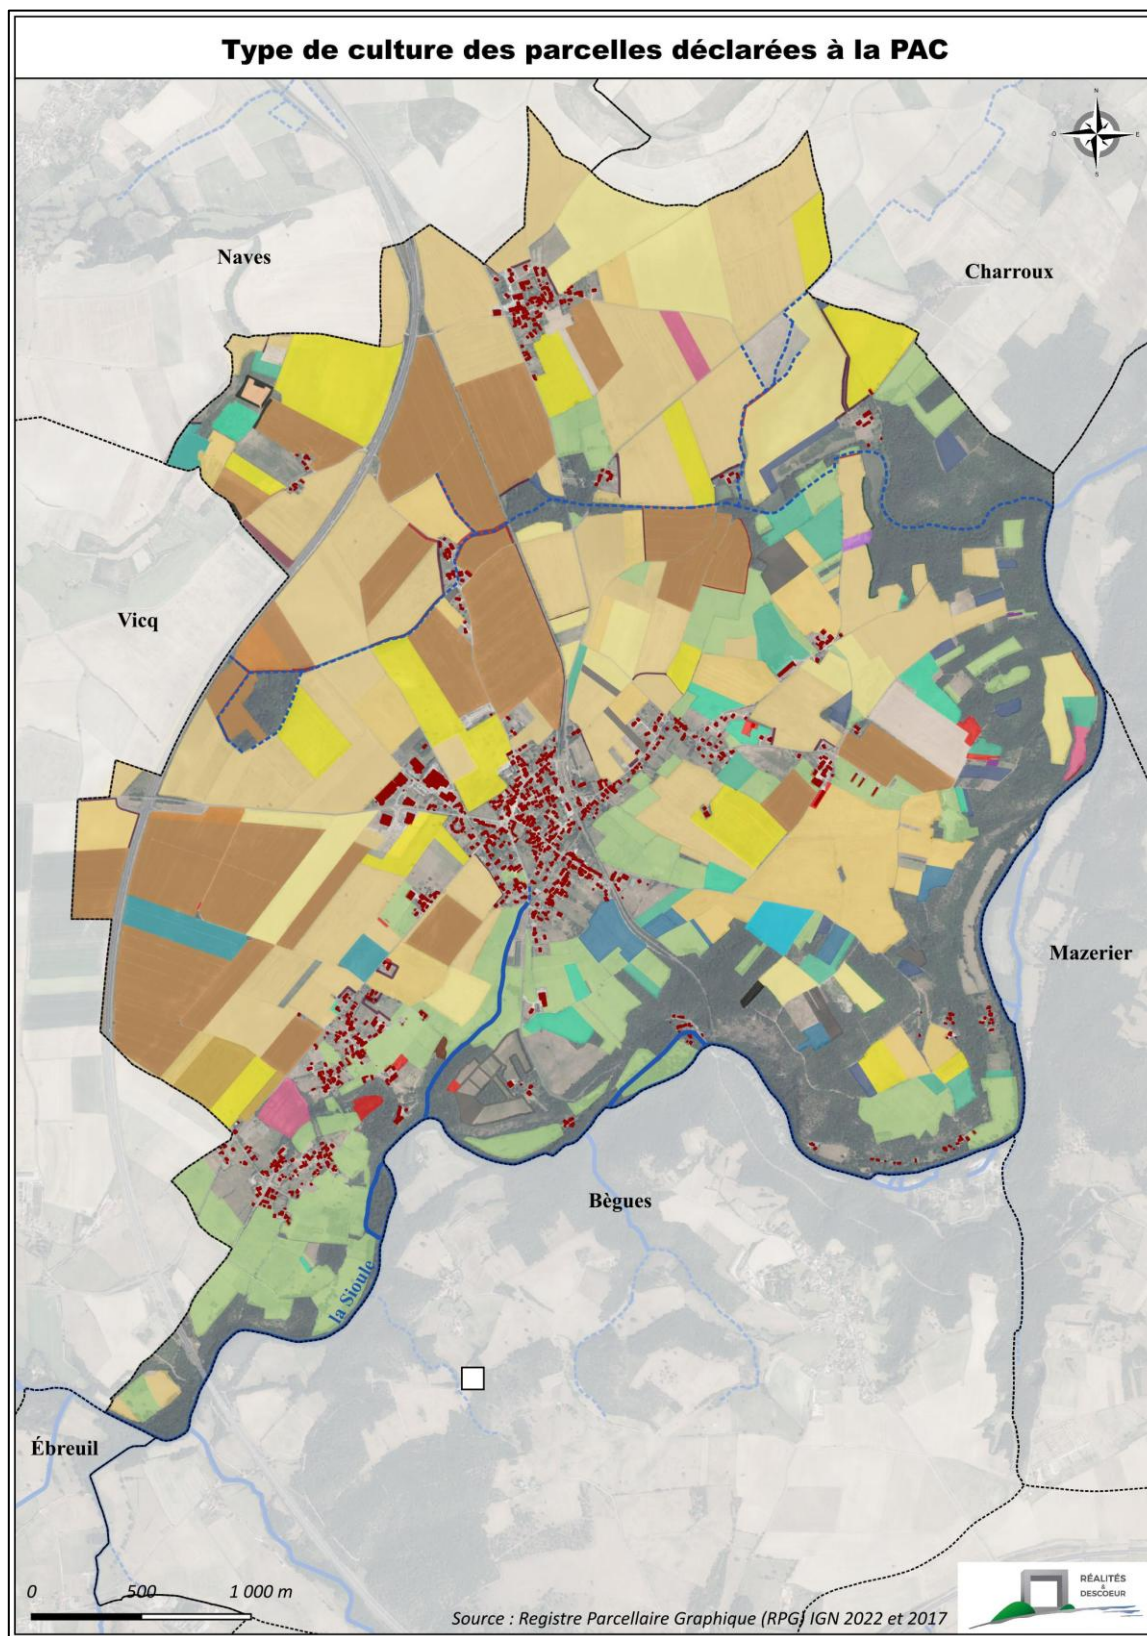 Type de culture des parcelles déclarées à la PAC
N
O
E
S
Naves
Charroux
Vicq
Mazerier
Bègues
la Sioule
Ébreuil
0 500 1 000 m
Source : Registre Parcellaire Graphique (RPG) IGN 2022 et 2017
RÉALITÉS
&
DESCOEUR